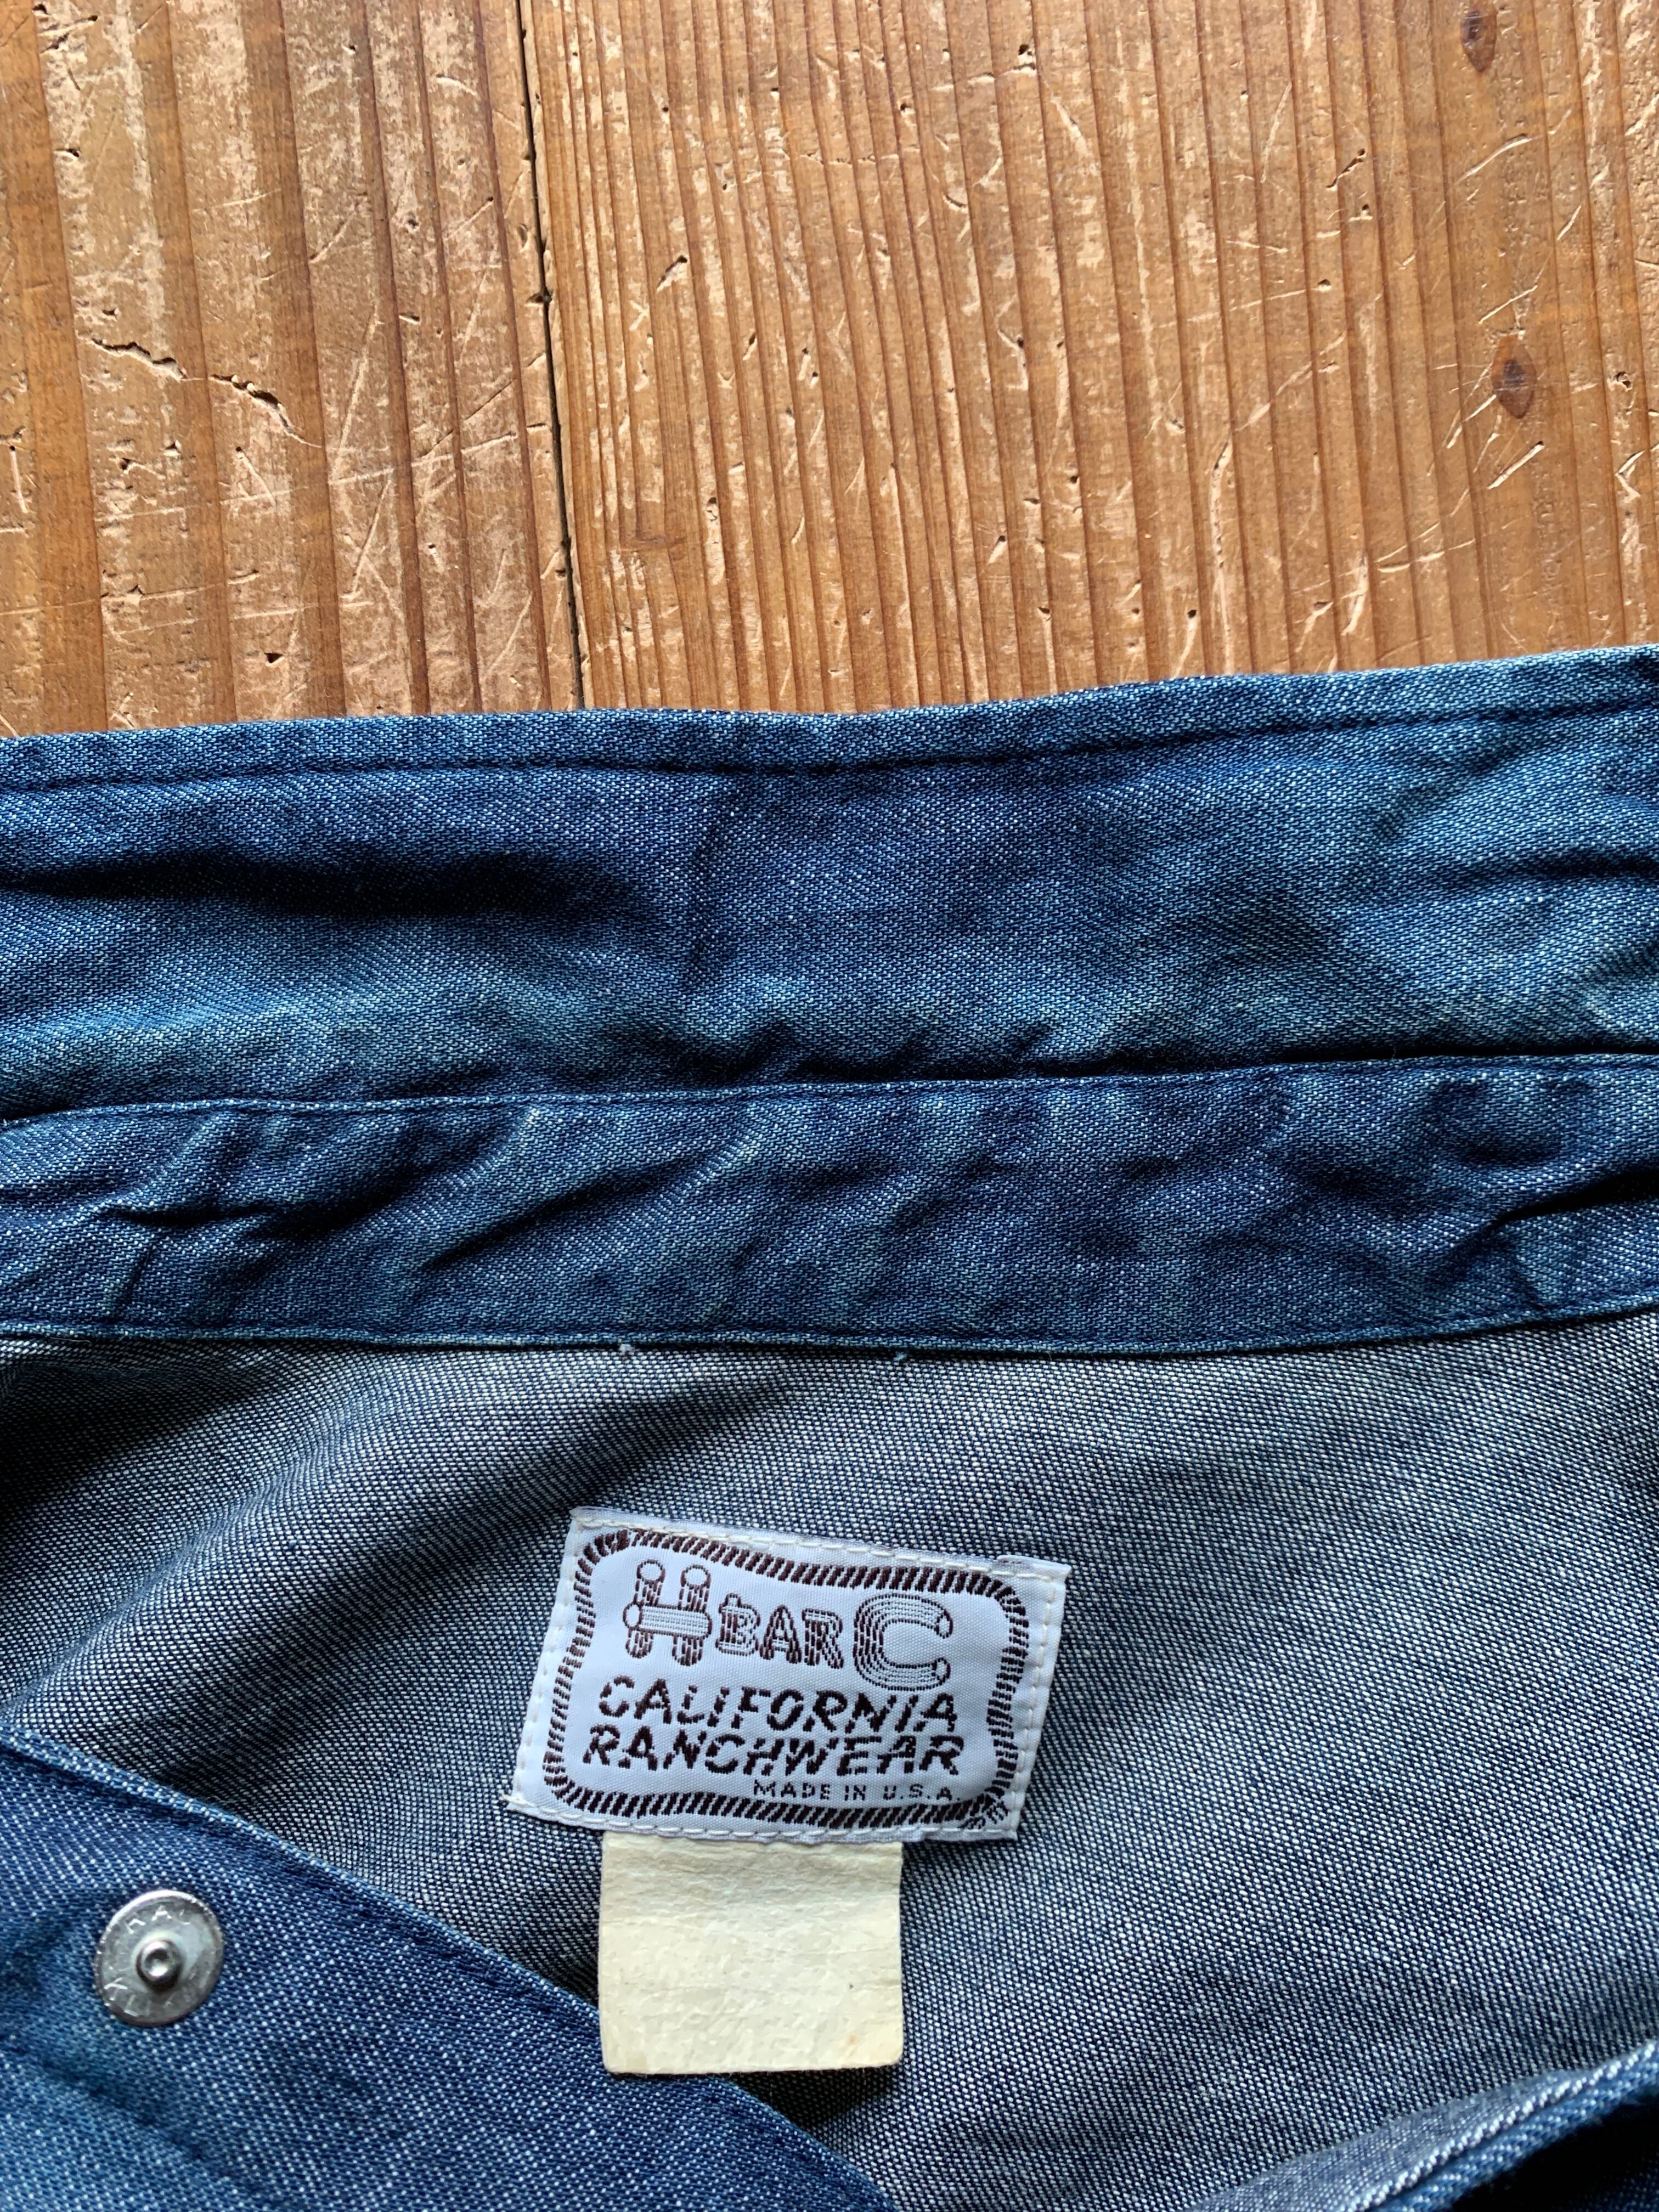 H BAR C
CALIFORNIA
RANCHWEAR
MADE IN U.S.A.